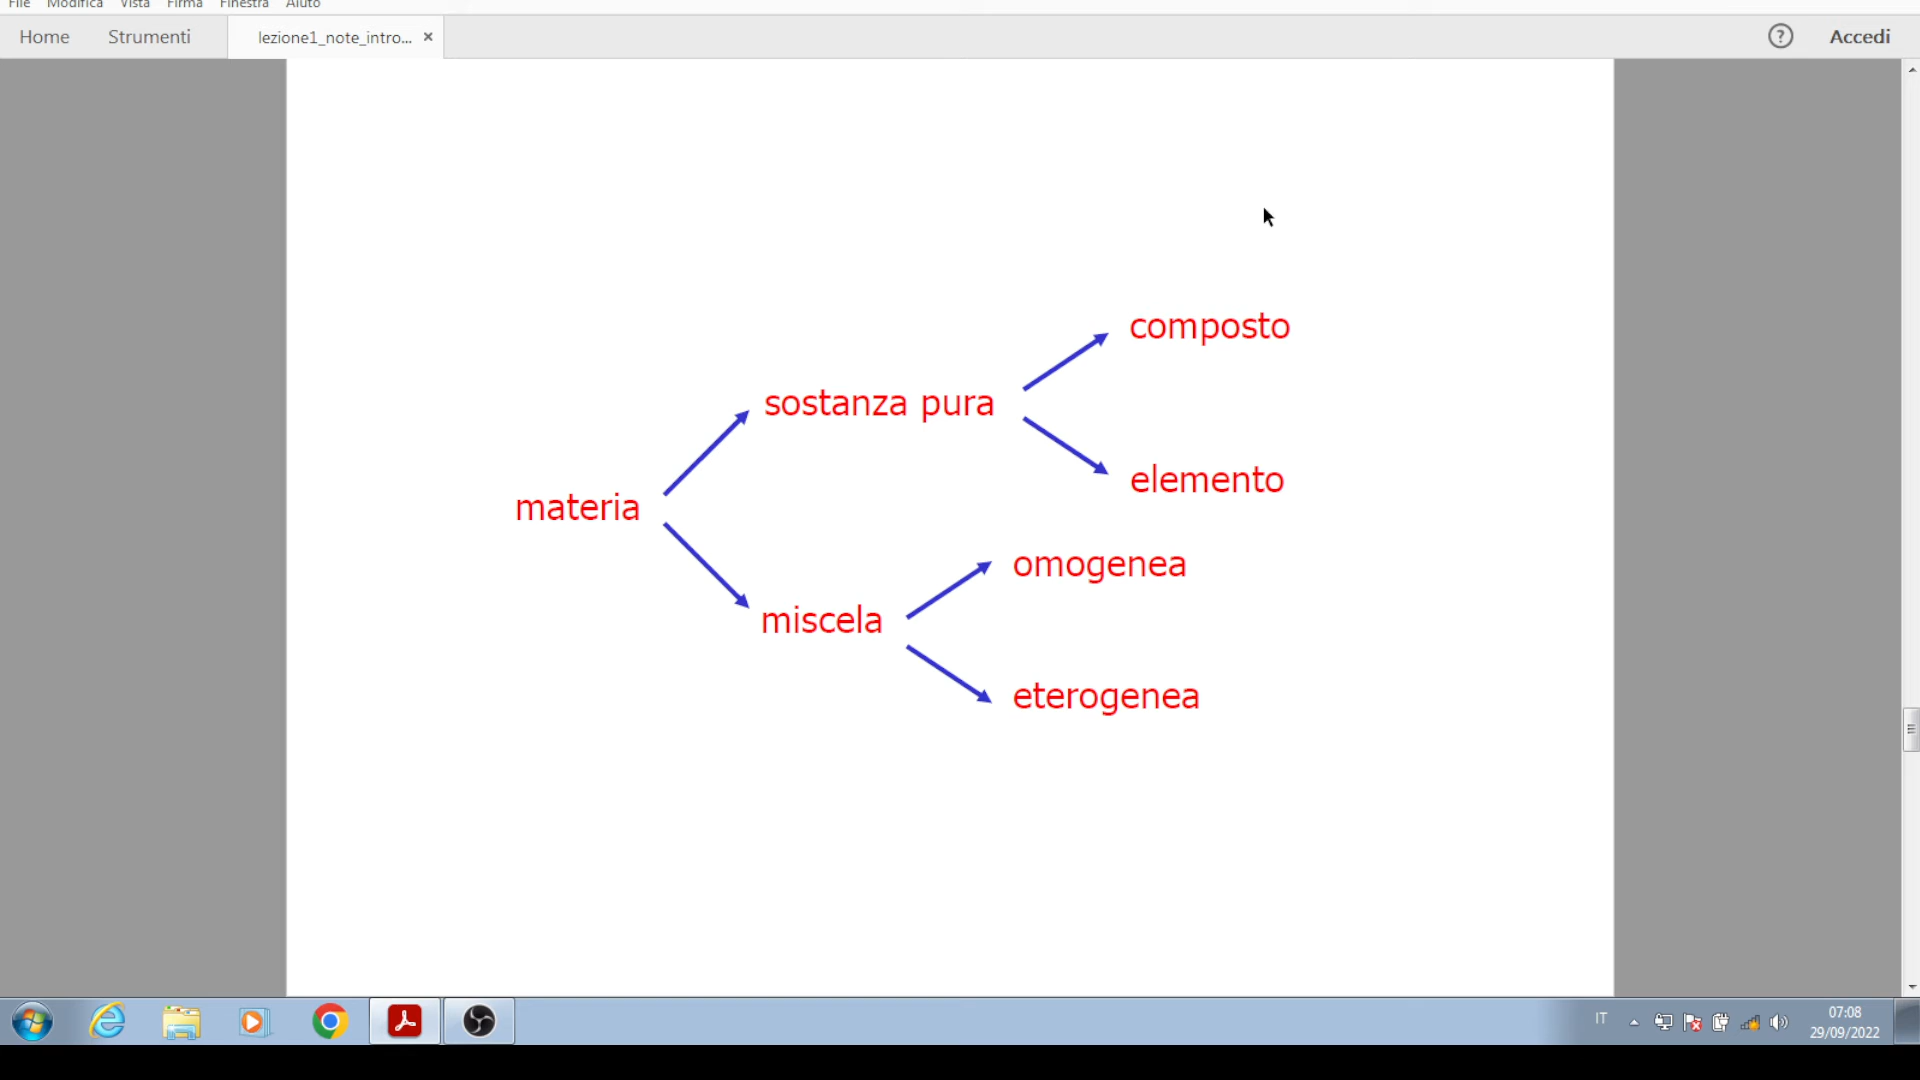 File Modifica Vista Firma Finestra Aiuto
Home Strumenti lezione1_note_intro... × ? Accedi
composto
sostanza pura
elemento
materia
omogenea
miscela
eterogenea
IT
07:08
29/09/2022